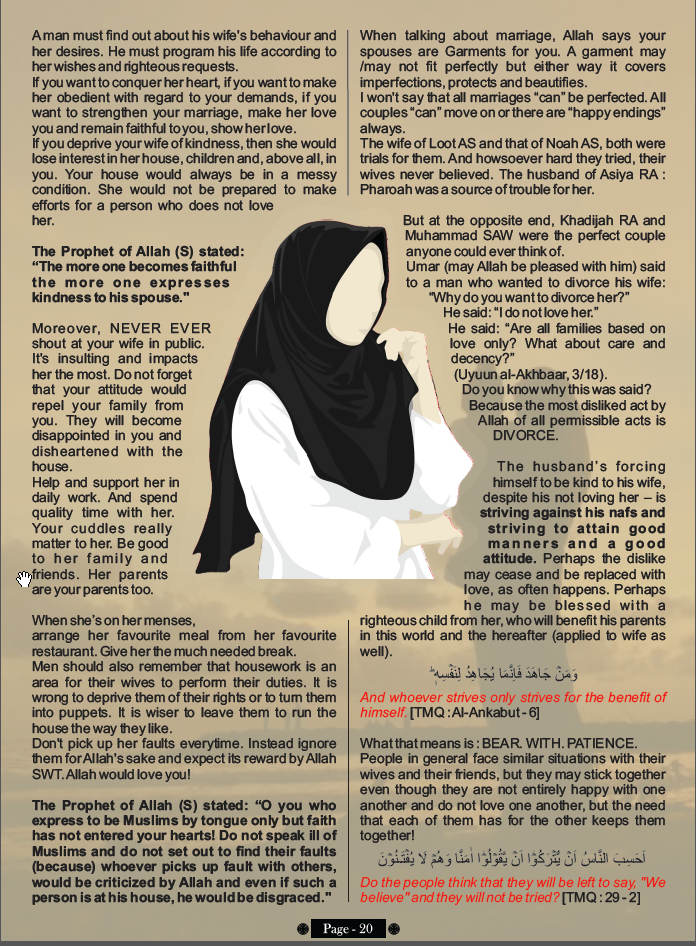 A man must find out about his wife's behaviour and
her desires. He must program his life according to
her wishes and righteous requests.
If you want to conquer her heart, if you want to make
her obedient with regard to your demands, if you
want to strengthen your marriage, make her love
you and remain faithful to you, show her love.
If you deprive your wife of kindness, then she would
lose interest in her house, children and, above all, in
you. Your house would always be in a messy
condition. She would not be prepared to make
efforts for a person who does not love
her.
The Prophet of Allah (S) stated:
“The more one becomes faithful
the more one expresses
kindness to his spouse."
Moreover, NEVER EVER
shout at your wife in public.
It's insulting and impacts
her the most. Do not forget
that your attitude would
repel your family from
you. They will become
disappointed in you and
disheartened with the
house.
Help and support her in
daily work. And spend
quality time with her.
Your cuddles really
matter to her. Be good
to her family and
friends. Her parents
are your parents too.
When she's on her menses,
arrange her favourite meal from her favourite
restaurant. Give her the much needed break.
Men should also remember that housework is an
area for their wives to perform their duties. It is
wrong to deprive them of their rights or to turn them
into puppets. It is wiser to leave them to run the
house the way they like.
Don't pick up her faults everytime. Instead ignore
them for Allah's sake and expect its reward by Allah
SWT. Allah would love you!
The Prophet of Allah (S) stated: “O you who
express to be Muslims by tongue only but faith
has not entered your hearts! Do not speak ill of
Muslims and do not set out to find their faults
(because) whoever picks up fault with others,
would be criticized by Allah and even if such a
person is at his house, he would be disgraced."
When talking about marriage, Allah says your
spouses are Garments for you. A garment may
/may not fit perfectly but either way it covers
imperfections, protects and beautifies.
I won't say that all marriages “can” be perfected. All
couples “can” move on or there are “happy endings”
always.
The wife of Loot AS and that of Noah AS, both were
trials for them. And howsoever hard they tried, their
wives never believed. The husband of Asiya RA :
Pharoah was a source of trouble for her.
But at the opposite end, Khadijah RA and
Muhammad SAW were the perfect couple
anyone could ever think of.
Umar (may Allah be pleased with him) said
to a man who wanted to divorce his wife:
“Why do you want to divorce her?”
He said: “I do not love her.”
He said: “Are all families based on
love only? What about care and
decency?”
(Uyuun al-Akhbaar, 3/18).
Do you know why this was said?
Because the most disliked act by
Allah of all permissible acts is
DIVORCE.
The husband's forcing
himself to be kind to his wife,
despite his not loving her – is
striving against his nafs and
striving to attain good
manners and a good
attitude. Perhaps the dislike
may cease and be replaced with
love, as often happens. Perhaps
he may be blessed with a
righteous child from her, who will benefit his parents
in this world and the hereafter (applied to wife as
well).
وَمَنْ جَاهَدَ فَاِنَّمَا يُجَاهِدُ لِنَفْسِهٖ ؕ
And whoever strives only strives for the benefit of
himself. [TMQ : Al-Ankabut - 6]
What that means is : BEAR. WITH. PATIENCE.
People in general face similar situations with their
wives and their friends, but they may stick together
even though they are not entirely happy with one
another and do not love one another, but the need
that each of them has for the other keeps them
together!
اَحَسِبَ النَّاسُ اَنْ يُّتْرَكُوْۤا اَنْ يَّقُوْلُوْۤا اٰمَنَّا وَهُمْ لَا يُفْتَنُوْنَ
Do the people think that they will be left to say, "We
believe" and they will not be tried? [TMQ : 29 - 2]
Page - 20